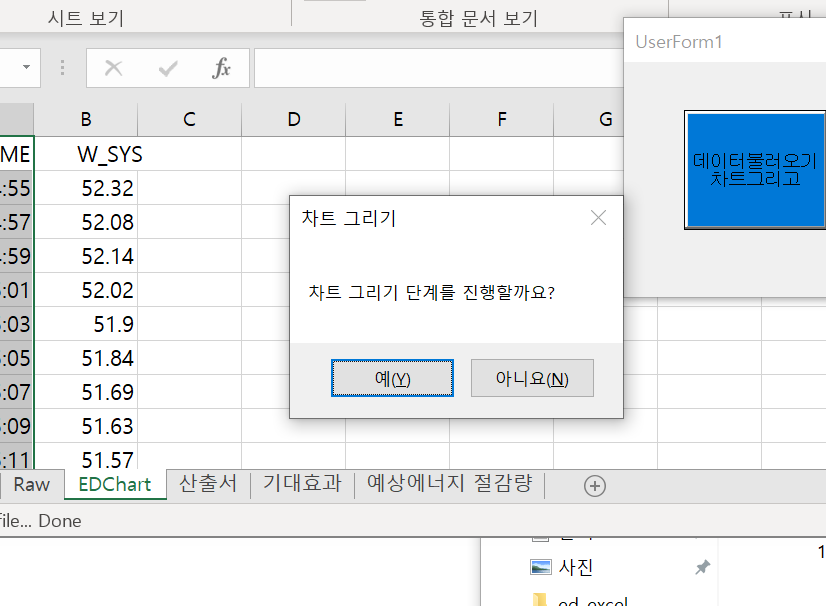 시트 보기
통합 문서 보기
UserForm1
fx
B C D E F G
ME W_SYS
:55 52.32
:57 52.08
:59 52.14
:01 52.02
:03 51.9
:05 51.84
:07 51.69
:09 51.63
:11 51.57
데이터불러오기
차트그리고
차트 그리기
차트 그리기 단계를 진행할까요?
예(Y) 아니요(N)
Raw EDChart 산출서 기대효과 예상에너지 절감량
file... Done
사진
ed_excel
1